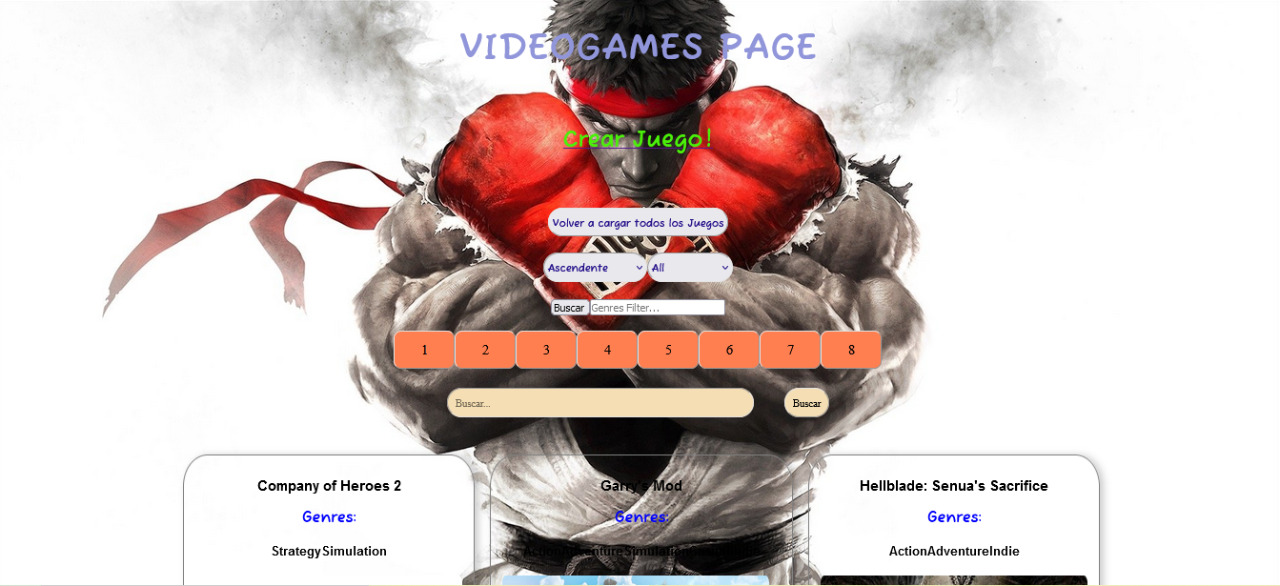 VIDEOGAMES PAGE
Crear Juego!
Volver a cargar todos los Juegos
Ascendente All
Buscar Genres Filter...
1 2 3 4 5 6 7 8
Buscar... Buscar
Company of Heroes 2 Garry's Mod Hellblade: Senua's Sacrifice
Genres: Genres: Genres:
StrategySimulation ActionAdventureSimulation ActionAdventureIndie